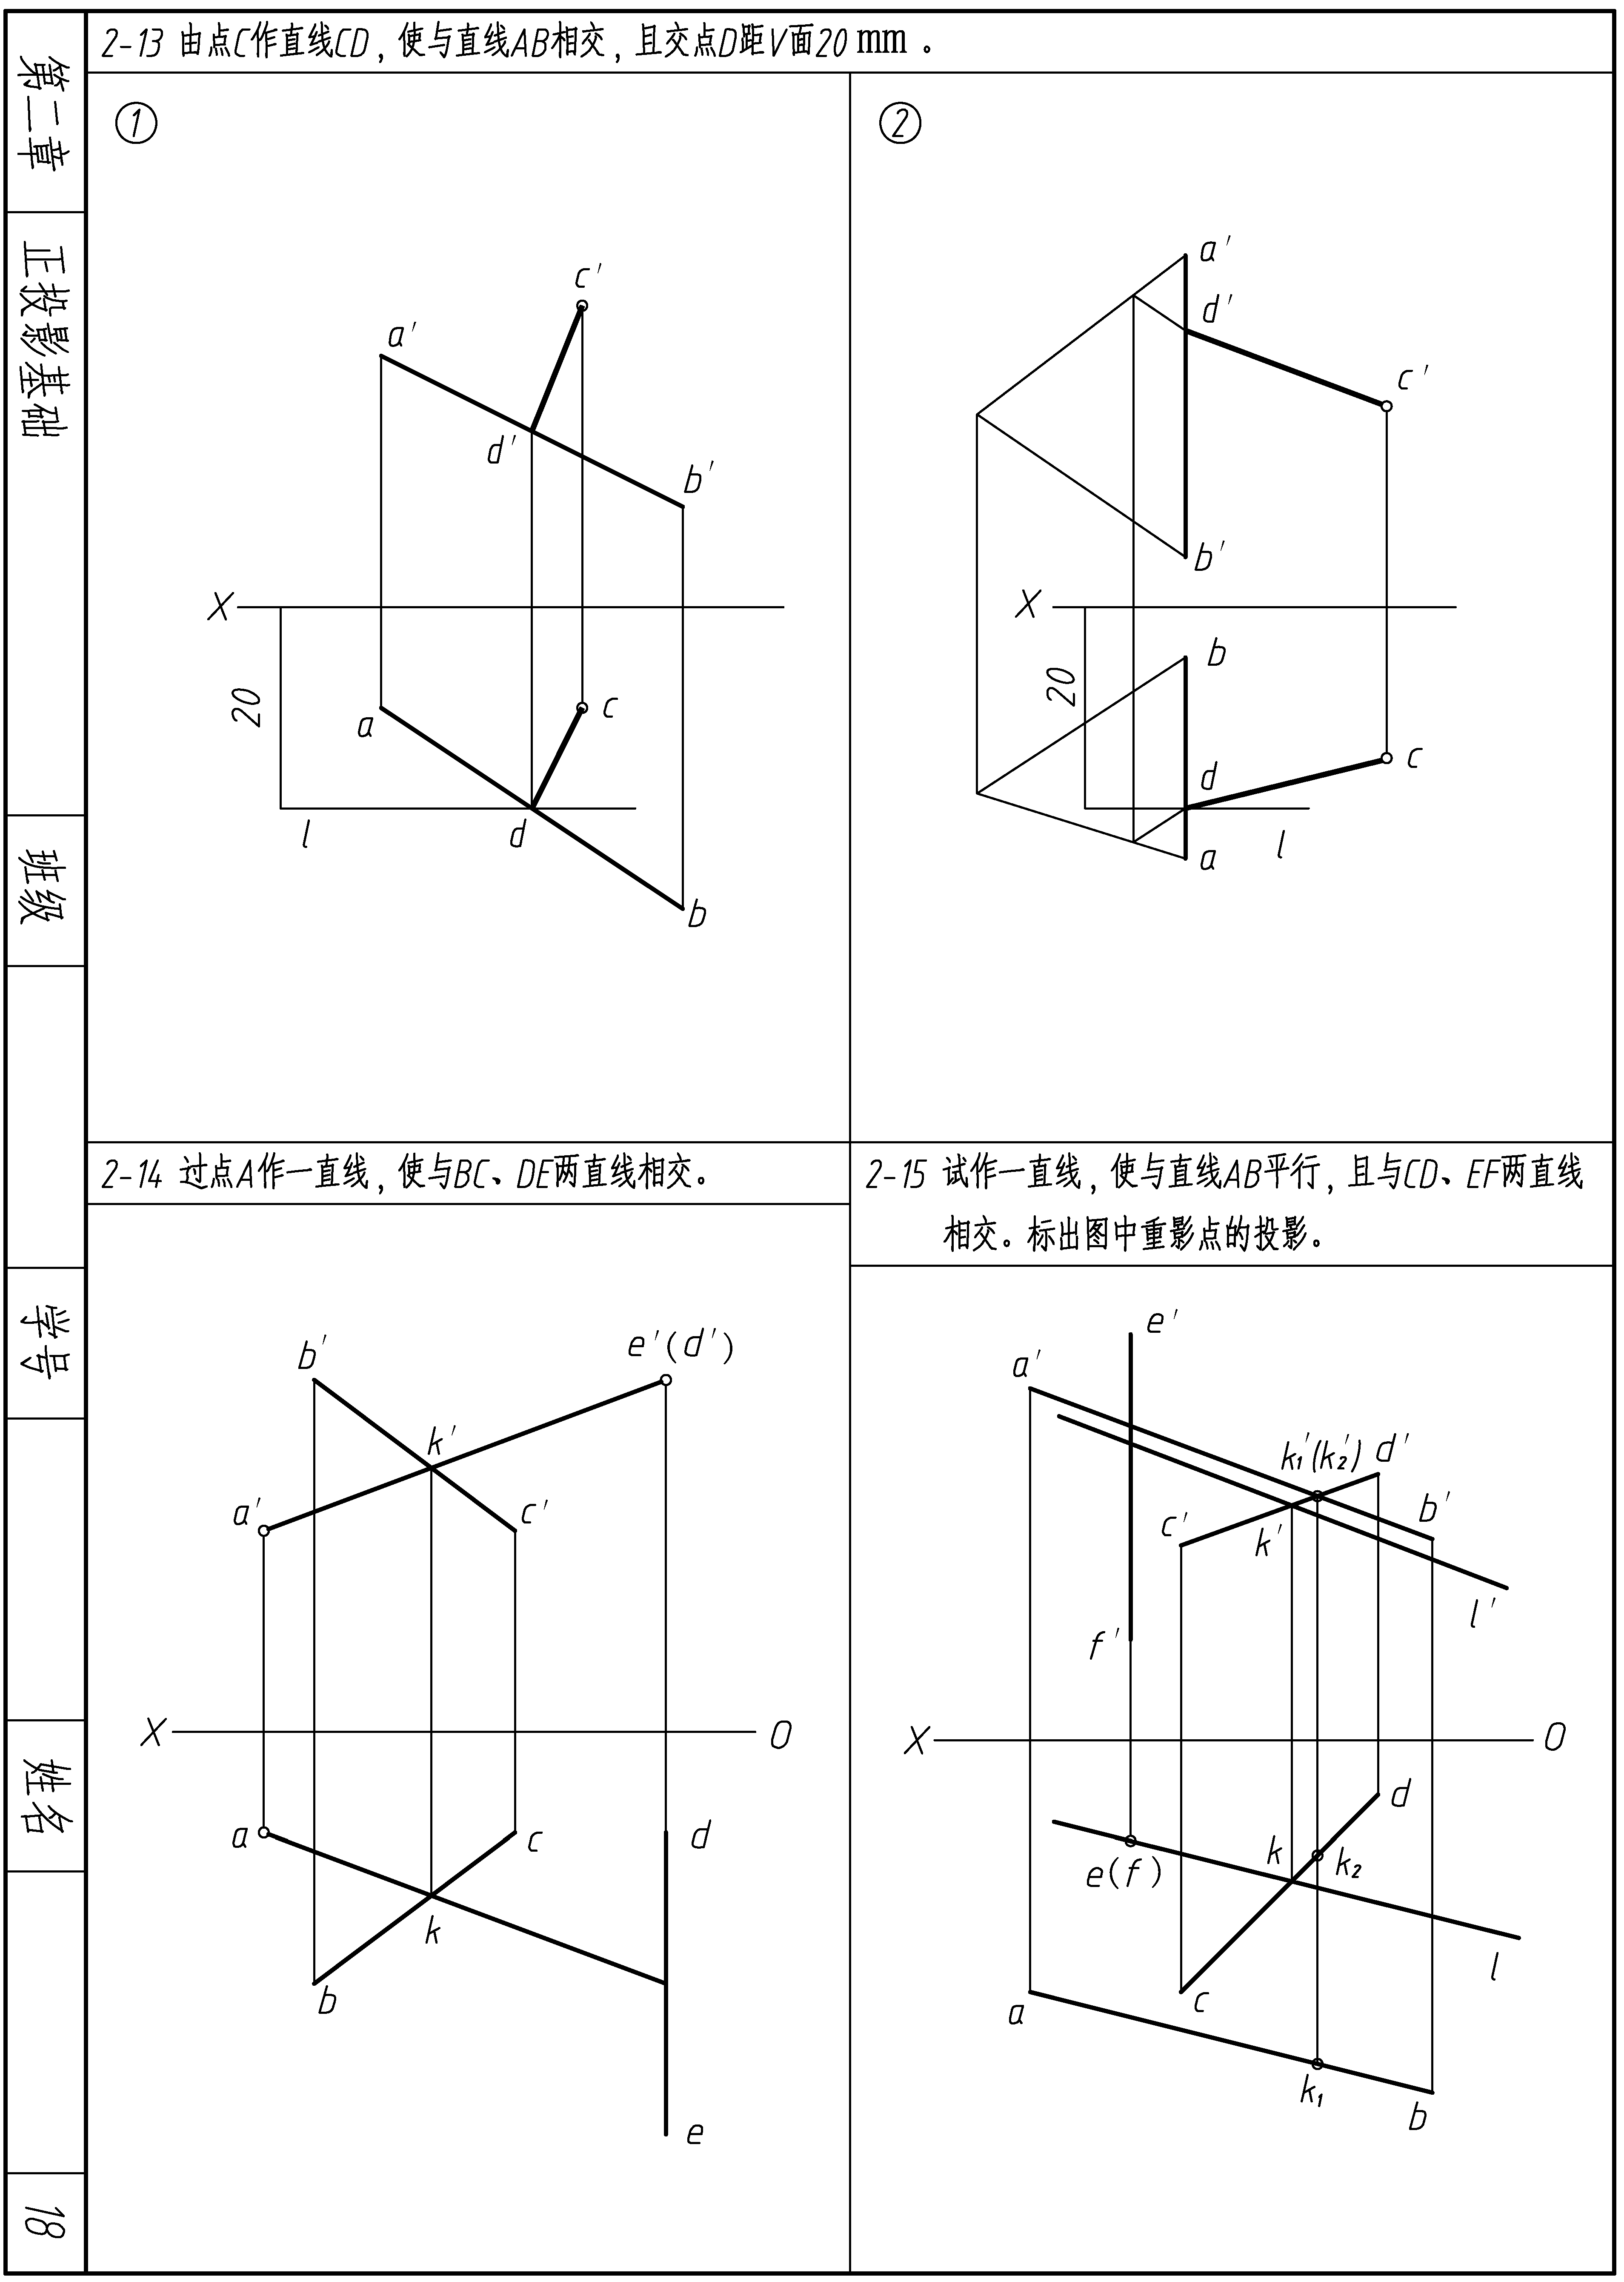 第二章
正投影基础
班级
学号
姓名
18
2-13 由点C作直线CD，使与直线AB相交，且交点D距V面20 mm。
①
c′
a′
d′
b′
X
20
a
c
l
d
b
②
a′
d′
c′
b′
X
b
20
d
c
l
a
2-14 过点A作一直线，使与BC、DE两直线相交。
b′
e′(d′)
k′
a′
c′
X
O
a
c
d
k
b
e
2-15 试作一直线，使与直线AB平行，且与CD、EF两直线
相交。标出图中重影点的投影。
e′
a′
k₁′(k₂′)
d′
c′
k′
b′
l′
f′
X
O
d
k
k₂
e(f)
l
c
a
k₁
b